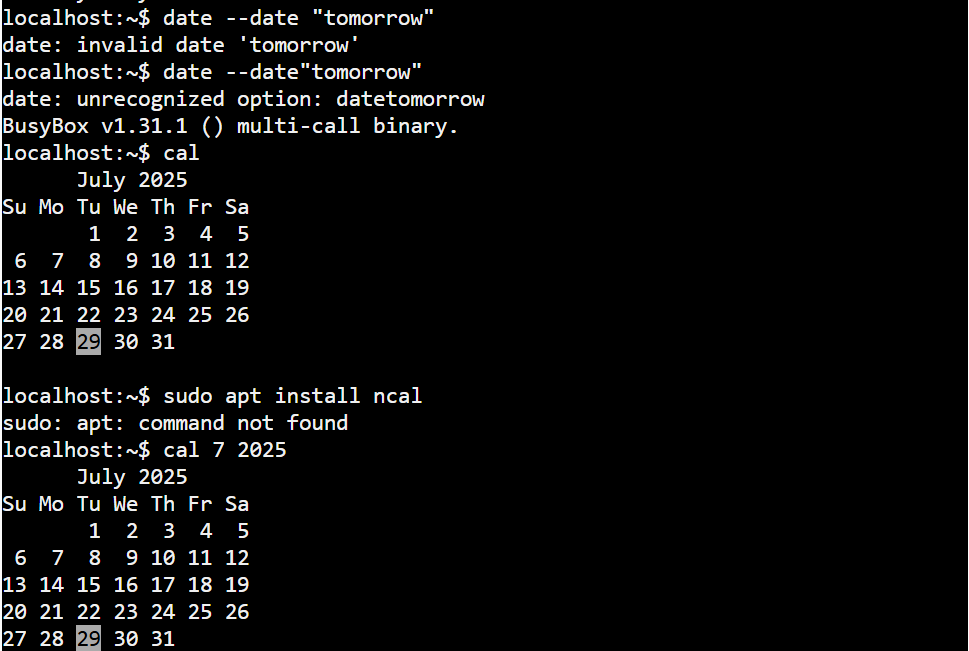 localhost:~$ date --date "tomorrow"
date: invalid date 'tomorrow'
localhost:~$ date --date"tomorrow"
date: unrecognized option: datetomorrow
BusyBox v1.31.1 () multi-call binary.
localhost:~$ cal
      July 2025
Su Mo Tu We Th Fr Sa
       1  2  3  4  5
 6  7  8  9 10 11 12
13 14 15 16 17 18 19
20 21 22 23 24 25 26
27 28 29 30 31
localhost:~$ sudo apt install ncal
sudo: apt: command not found
localhost:~$ cal 7 2025
      July 2025
Su Mo Tu We Th Fr Sa
       1  2  3  4  5
 6  7  8  9 10 11 12
13 14 15 16 17 18 19
20 21 22 23 24 25 26
27 28 29 30 31